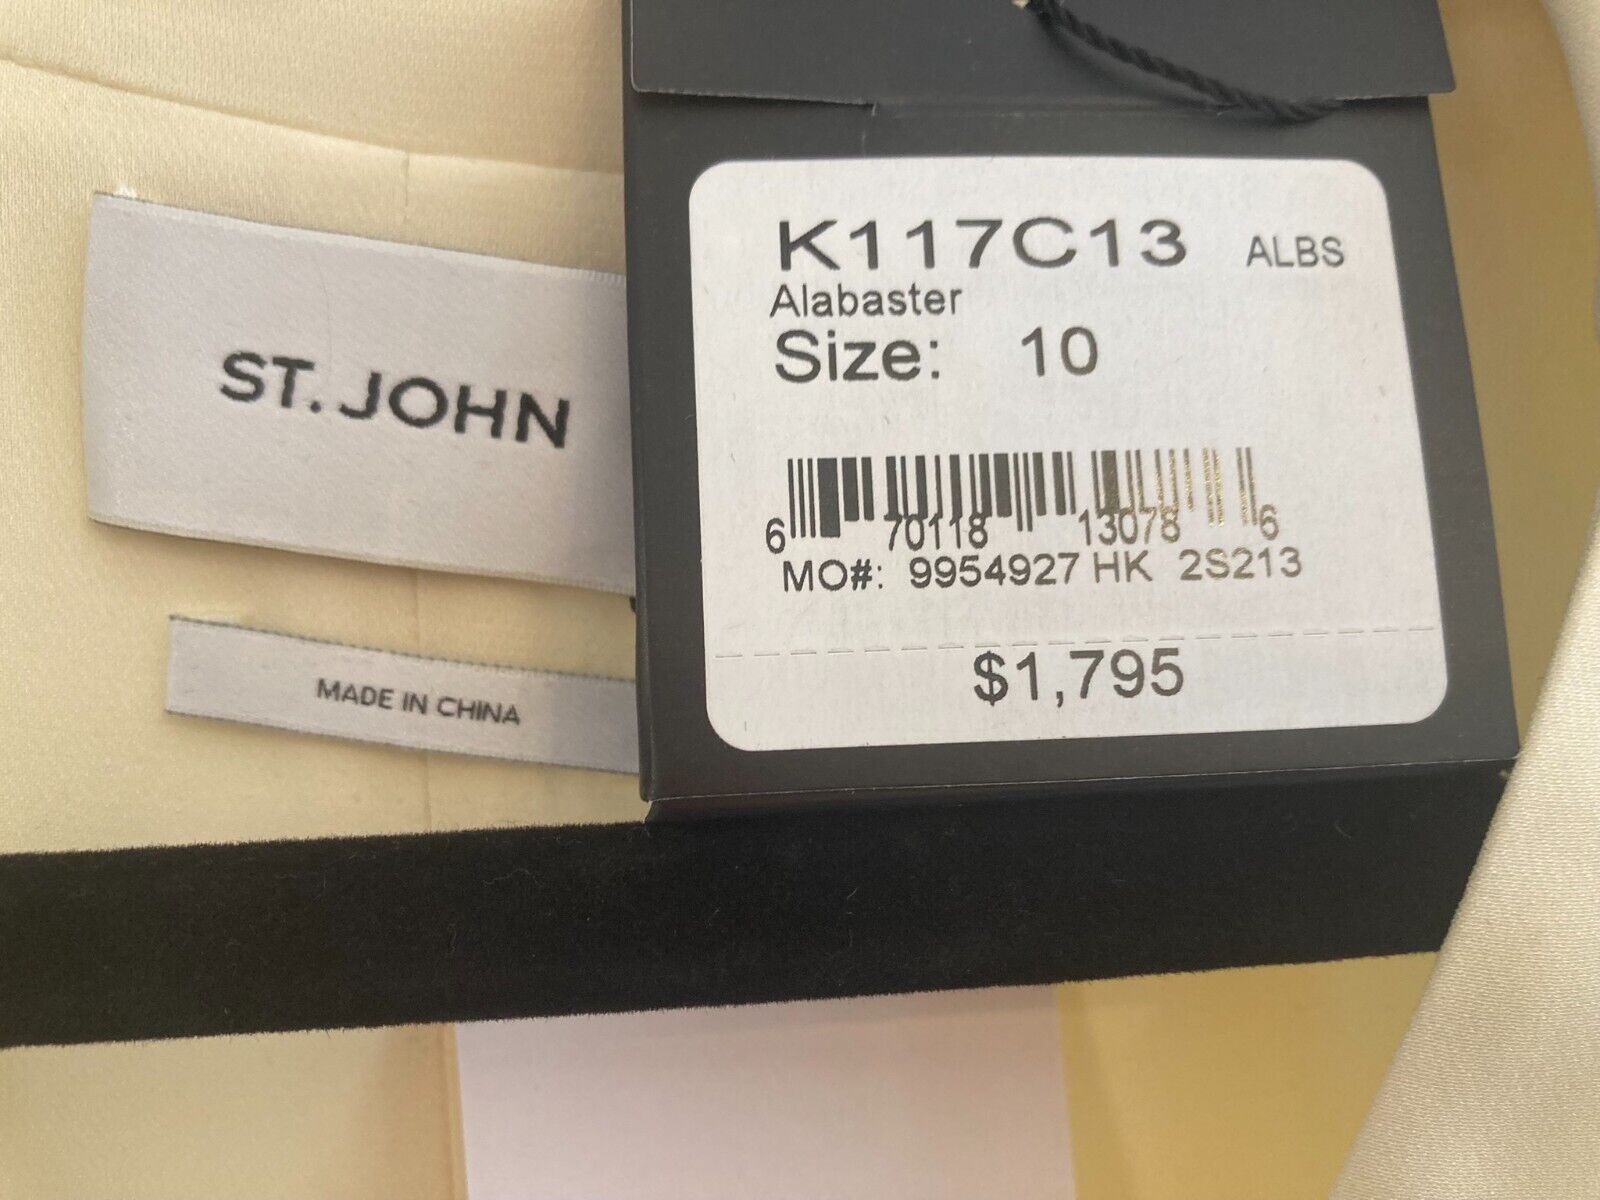 ST. JOHN
MADE IN CHINA
K117C13 ALBS
Alabaster
Size: 10
6 70118 13078 6
MO#: 9954927 HK 2S213
$1,795